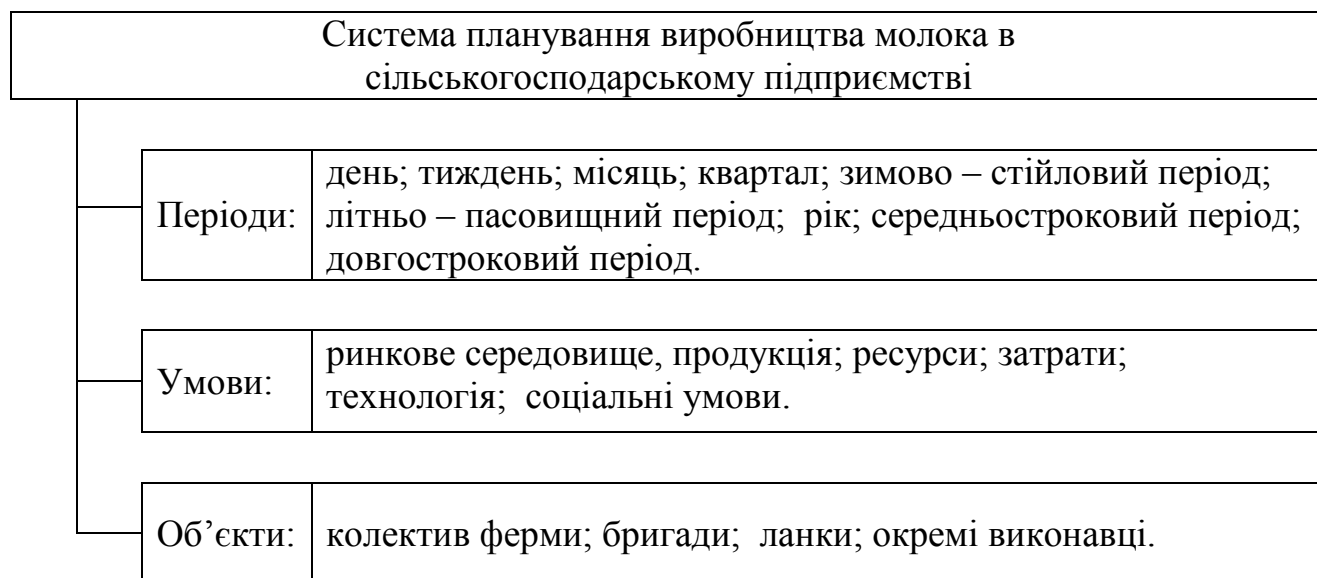 Система планування виробництва молока в
сільськогосподарському підприємстві
Періоди:
день; тиждень; місяць; квартал; зимово – стійловий період;
літньо – пасовищний період; рік; середньостроковий період;
довгостроковий період.
Умови:
ринкове середовище, продукція; ресурси; затрати;
технологія; соціальні умови.
Об’єкти:
колектив ферми; бригади; ланки; окремі виконавці.